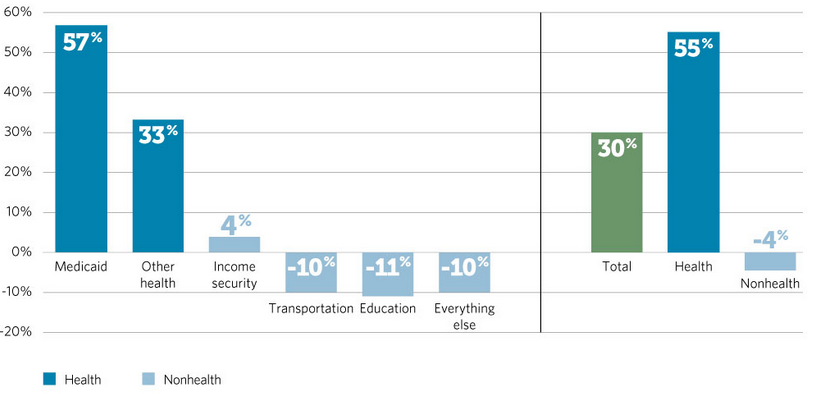 60%
50%
40%
30%
20%
10%
0%
-10%
-20%
57%
33%
4%
-10%
-11%
-10%
30%
55%
-4%
Medicaid
Other
health
Income
security
Transportation
Education
Everything
else
Total
Health
Nonhealth
Health
Nonhealth